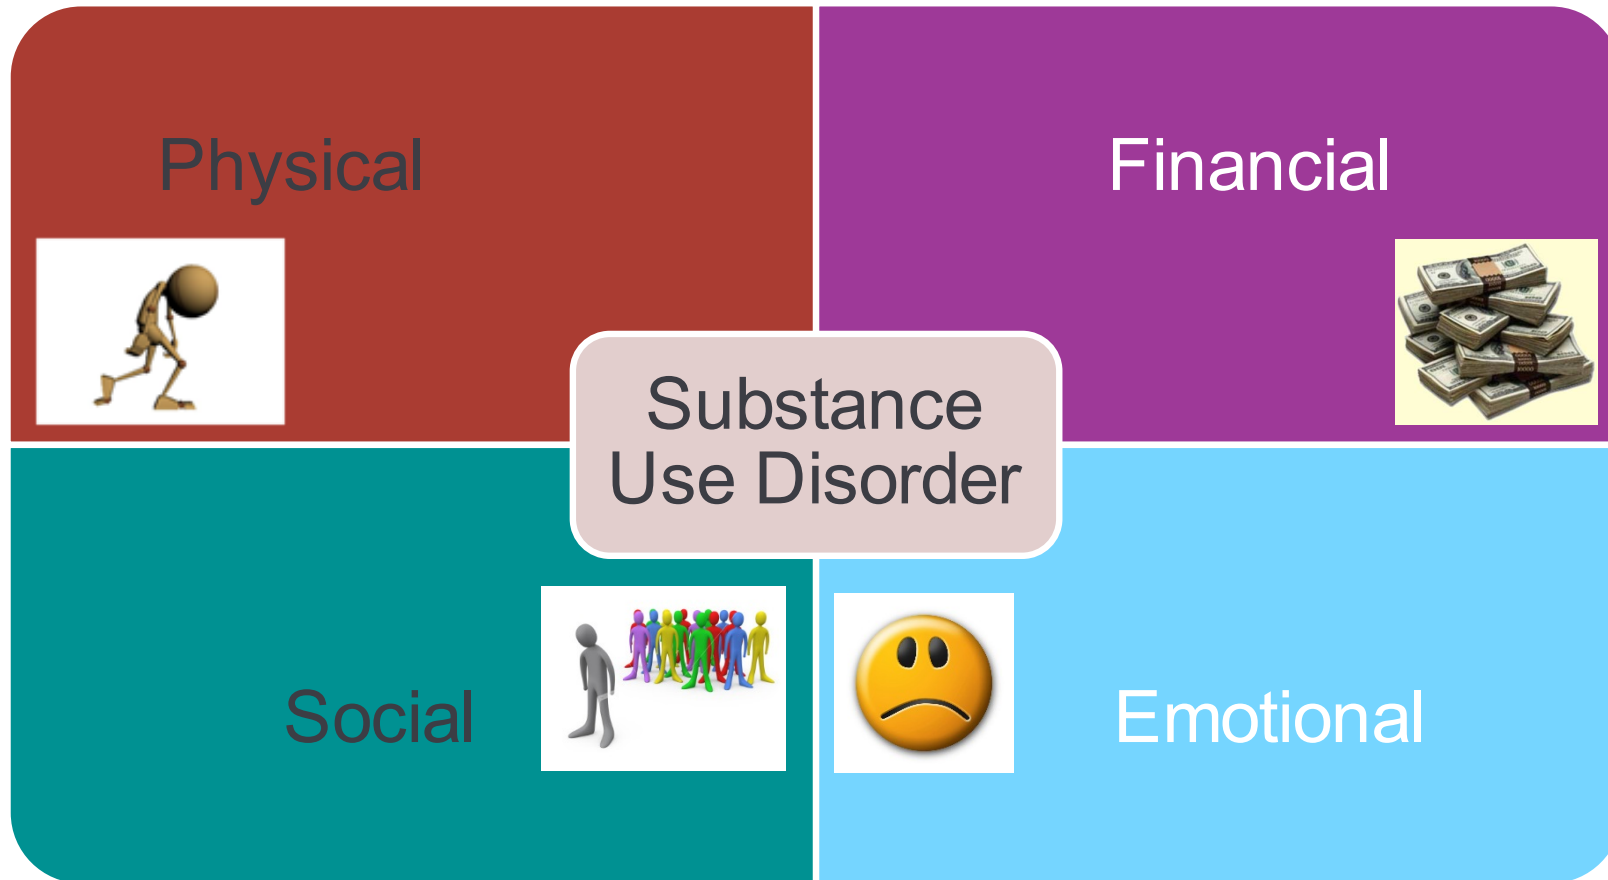 Physical
Financial
Substance
Use Disorder
Social
Emotional